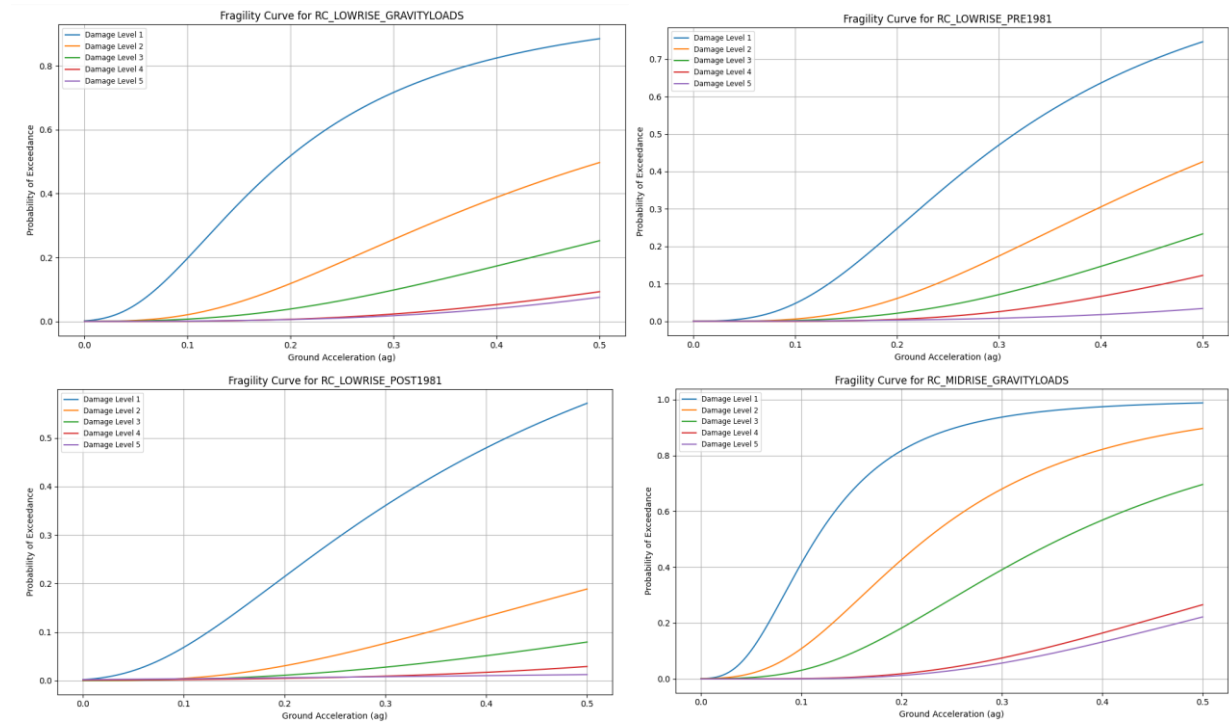 Fragility Curve for RC_LOWRISE_GRAVITYLOADS
Damage Level 1
Damage Level 2
Damage Level 3
Damage Level 4
Damage Level 5
Probability of Exceedance
0.8
0.6
0.4
0.2
0.0
0.0 0.1 0.2 0.3 0.4 0.5
Ground Acceleration (ag)
Fragility Curve for RC_LOWRISE_PRE1981
Damage Level 1
Damage Level 2
Damage Level 3
Damage Level 4
Damage Level 5
Probability of Exceedance
0.7
0.6
0.5
0.4
0.3
0.2
0.1
0.0
0.0 0.1 0.2 0.3 0.4 0.5
Ground Acceleration (ag)
Fragility Curve for RC_LOWRISE_POST1981
Damage Level 1
Damage Level 2
Damage Level 3
Damage Level 4
Damage Level 5
Probability of Exceedance
0.5
0.4
0.3
0.2
0.1
0.0
0.0 0.1 0.2 0.3 0.4 0.5
Ground Acceleration (ag)
Fragility Curve for RC_MIDRISE_GRAVITYLOADS
Damage Level 1
Damage Level 2
Damage Level 3
Damage Level 4
Damage Level 5
Probability of Exceedance
1.0
0.8
0.6
0.4
0.2
0.0
0.0 0.1 0.2 0.3 0.4 0.5
Ground Acceleration (ag)